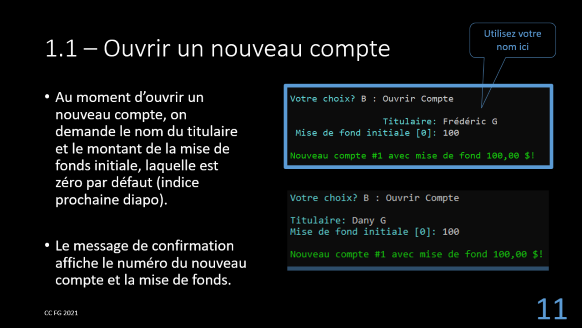 1.1 – Ouvrir un nouveau compte
Utilisez votre
nom ici
• Au moment d’ouvrir un
nouveau compte, on
demande le nom du titulaire
et le montant de la mise de
fonds initiale, laquelle est
zéro par défaut (indice
prochaine diapo).
• Le message de confirmation
affiche le numéro du nouveau
compte et la mise de fonds.
Votre choix? B : Ouvrir Compte
Titulaire: Frédéric G
Mise de fond initiale [0]: 100
Nouveau compte #1 avec mise de fond 100,00 $!
Votre choix? B : Ouvrir Compte
Titulaire: Dany G
Mise de fond initiale [0]: 100
Nouveau compte #1 avec mise de fond 100,00 $!
CC FG 2021
11